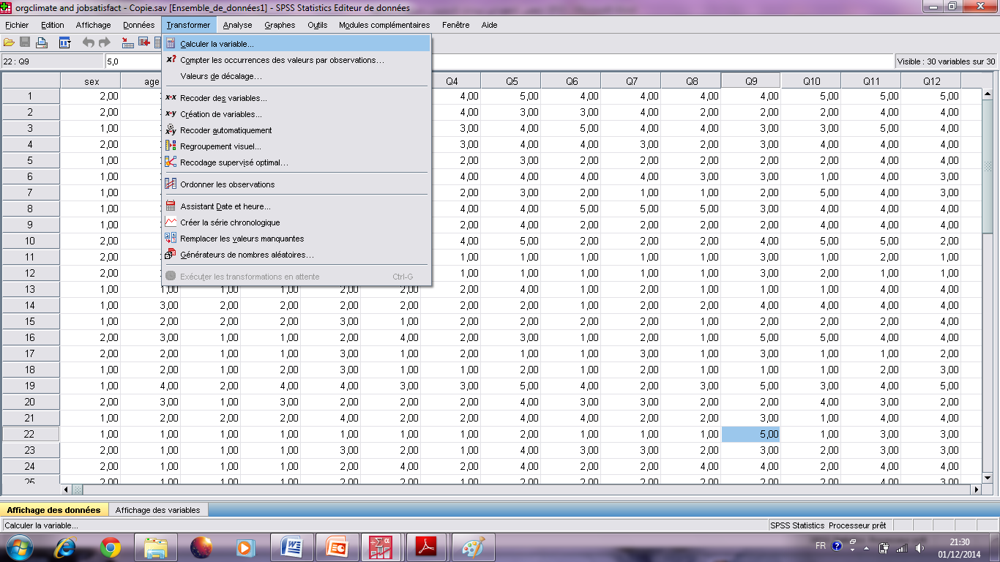 orgclimate and jobsatisfact - Copie.sav [Ensemble_de_données1] - SPSS Statistics Editeur de données
Fichier Edition Affichage Données Transformer Analyse Graphes Outils Modules complémentaires Fenêtre Aide
22 : Q9 5,0 Visible : 30 variables sur 30
Calculer la variable...
Compter les occurrences des valeurs par observations...
Valeurs de décalage...
Recoder des variables...
Création de variables...
Recoder automatiquement
Regroupement visuel...
Recodage supervisé optimal...
Ordonner les observations
Assistant Date et heure...
Créer la série chronologique
Remplacer les valeurs manquantes
Générateurs de nombres aléatoires...
Exécuter les transformations en attente Ctrl-G
sex age Q4 Q5 Q6 Q7 Q8 Q9 Q10 Q11 Q12
1 2,00 4,00 5,00 4,00 4,00 4,00 4,00 5,00 5,00 5,00
2 2,00 4,00 3,00 3,00 4,00 2,00 2,00 2,00 4,00 4,00
3 1,00 3,00 4,00 5,00 4,00 4,00 3,00 3,00 5,00 4,00
4 2,00 3,00 4,00 4,00 3,00 2,00 4,00 3,00 4,00 3,00
5 1,00 2,00 3,00 4,00 2,00 2,00 2,00 2,00 4,00 4,00
6 1,00 4,00 4,00 4,00 4,00 3,00 3,00 1,00 4,00 3,00
7 1,00 2,00 3,00 2,00 1,00 1,00 2,00 5,00 4,00 3,00
8 1,00 4,00 4,00 5,00 5,00 5,00 3,00 4,00 4,00 4,00
9 1,00 2,00 4,00 2,00 2,00 2,00 2,00 4,00 4,00 4,00
10 2,00 4,00 5,00 2,00 2,00 2,00 4,00 5,00 5,00 2,00
11 2,00 1,00 1,00 1,00 1,00 1,00 3,00 1,00 2,00 4,00
12 2,00 1,00 1,00 1,00 1,00 1,00 3,00 2,00 1,00 1,00
13 1,00 1,00 1,00 1,00 2,00 2,00 2,00 4,00 1,00 2,00 1,00 1,00 1,00 4,00 4,00
14 1,00 3,00 2,00 2,00 2,00 2,00 2,00 2,00 1,00 2,00 2,00 4,00 4,00 4,00 4,00
15 1,00 2,00 2,00 2,00 3,00 1,00 2,00 2,00 2,00 2,00 1,00 2,00 2,00 2,00 4,00
16 2,00 3,00 1,00 1,00 2,00 4,00 2,00 3,00 1,00 2,00 1,00 5,00 5,00 4,00 4,00
17 2,00 2,00 1,00 1,00 3,00 1,00 1,00 1,00 1,00 2,00 1,00 3,00 1,00 1,00 2,00
18 1,00 2,00 1,00 2,00 3,00 1,00 1,00 2,00 1,00 2,00 1,00 1,00 1,00 2,00 3,00
19 1,00 4,00 2,00 4,00 4,00 3,00 3,00 5,00 4,00 2,00 3,00 5,00 3,00 4,00 5,00
20 2,00 3,00 1,00 3,00 2,00 2,00 2,00 4,00 3,00 3,00 2,00 2,00 4,00 3,00 3,00
21 1,00 2,00 2,00 2,00 4,00 2,00 2,00 4,00 4,00 2,00 2,00 3,00 1,00 4,00 4,00
22 1,00 1,00 1,00 1,00 1,00 1,00 1,00 2,00 1,00 1,00 1,00 5,00 1,00 3,00 3,00
23 2,00 1,00 1,00 1,00 3,00 2,00 1,00 4,00 3,00 3,00 2,00 3,00 2,00 3,00 3,00
24 2,00 1,00 1,00 1,00 2,00 4,00 2,00 2,00 2,00 2,00 4,00 4,00 2,00 4,00 4,00
25 2,00 1,00 1,00 1,00 2,00 2,00 4,00 2,00 2,00 2,00 2,00 2,00 2,00 4,00 3,00
Affichage des données Affichage des variables
Calculer la variable... SPSS Statistics Processeur prêt
FR 21:30
01/12/2014